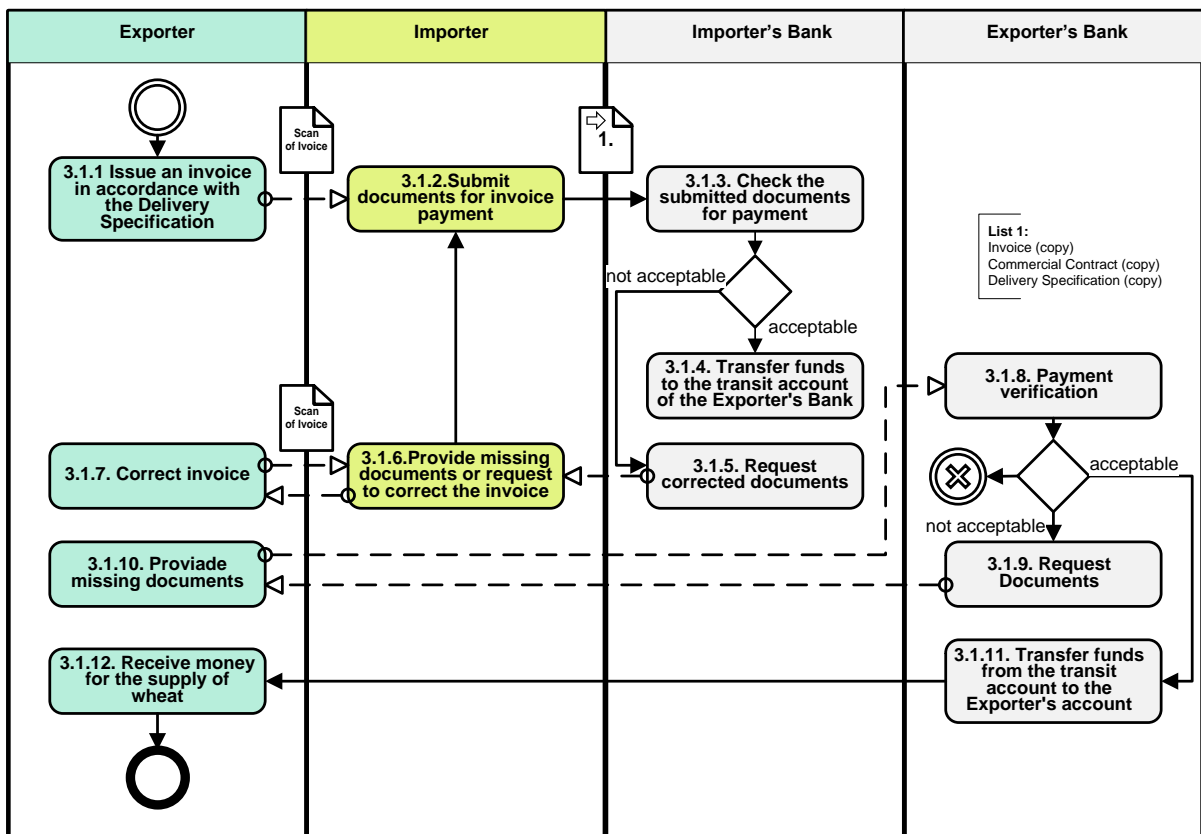 Exporter
Importer
Importer's Bank
Exporter's Bank
Scan
of Ivoice
1.
3.1.1 Issue an invoice
in accordance with
the Delivery
Specification
3.1.2.Submit
documents for invoice
payment
3.1.3. Check the
submitted documents
for payment
List 1:
Invoice (copy)
Commercial Contract (copy)
Delivery Specification (copy)
not acceptable
acceptable
3.1.4. Transfer funds
to the transit account
of the Exporter's Bank
3.1.8. Payment
verification
Scan
of Ivoice
3.1.7. Correct invoice
3.1.6.Provide missing
documents or request
to correct the invoice
3.1.5. Request
corrected documents
acceptable
not acceptable
3.1.10. Proviade
missing documents
3.1.9. Request
Documents
3.1.12. Receive money
for the supply of
wheat
3.1.11. Transfer funds
from the transit
account to the
Exporter's account